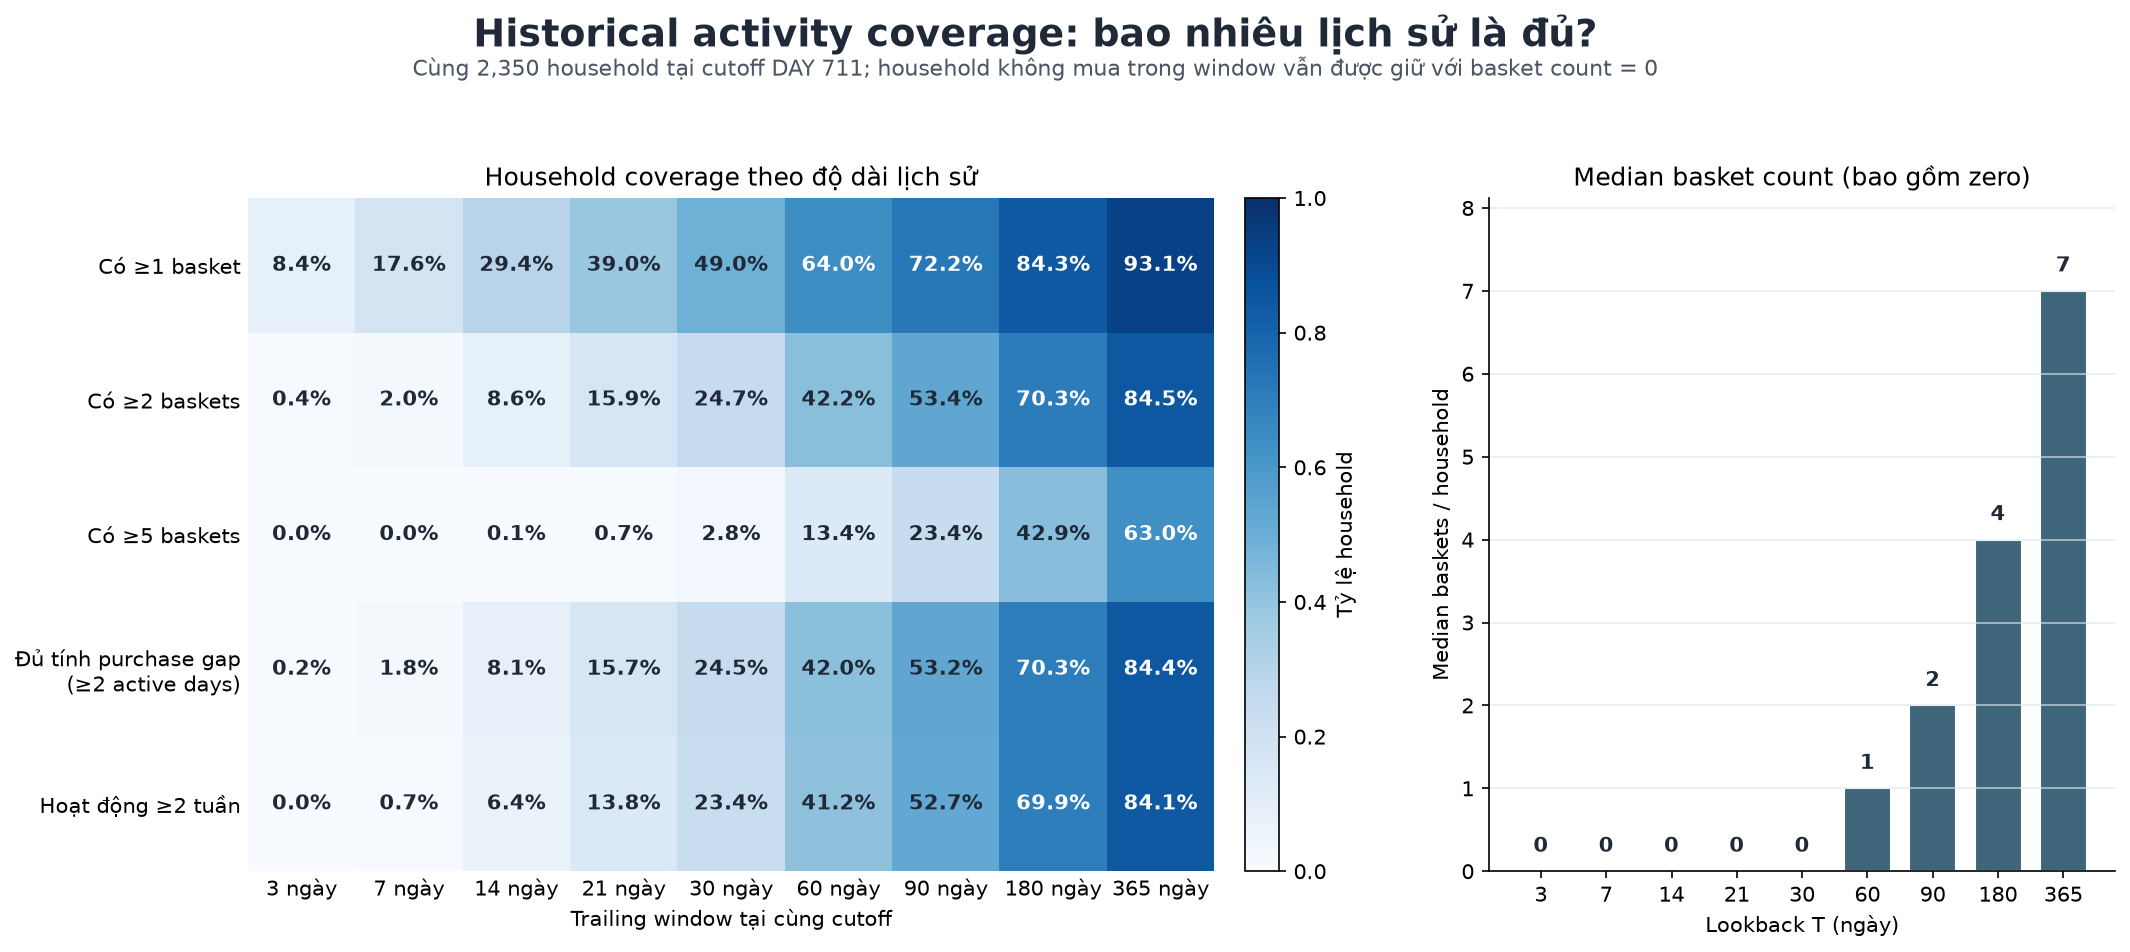 Historical activity coverage: bao nhiêu lịch sử là đủ?
Cùng 2,350 household tại cutoff DAY 711; household không mua trong window vẫn được giữ với basket count = 0
Household coverage theo độ dài lịch sử
Có ≥1 basket 8.4% 17.6% 29.4% 39.0% 49.0% 64.0% 72.2% 84.3% 93.1%
Có ≥2 baskets 0.4% 2.0% 8.6% 15.9% 24.7% 42.2% 53.4% 70.3% 84.5%
Có ≥5 baskets 0.0% 0.0% 0.1% 0.7% 2.8% 13.4% 23.4% 42.9% 63.0%
Đủ tính purchase gap
(≥2 active days) 0.2% 1.8% 8.1% 15.7% 24.5% 42.0% 53.2% 70.3% 84.4%
Hoạt động ≥2 tuần 0.0% 0.7% 6.4% 13.8% 23.4% 41.2% 52.7% 69.9% 84.1%
3 ngày 7 ngày 14 ngày 21 ngày 30 ngày 60 ngày 90 ngày 180 ngày 365 ngày
Trailing window tại cùng cutoff
1.0
0.8
0.6
0.4
0.2
0.0
Tỷ lệ household
Median basket count (bao gồm zero)
Median baskets / household
8
7
6
5
4
3
2
1
0
0 0 0 0 0 1 2 4 7
3 7 14 21 30 60 90 180 365
Lookback T (ngày)